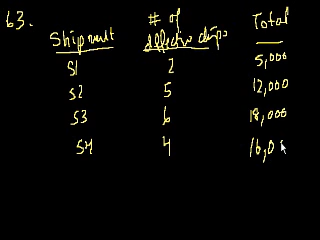 63.
Shipment # of defective chips Total
S1 2 5,000
S2 5 12,000
S3 6 18,000
S4 4 16,0